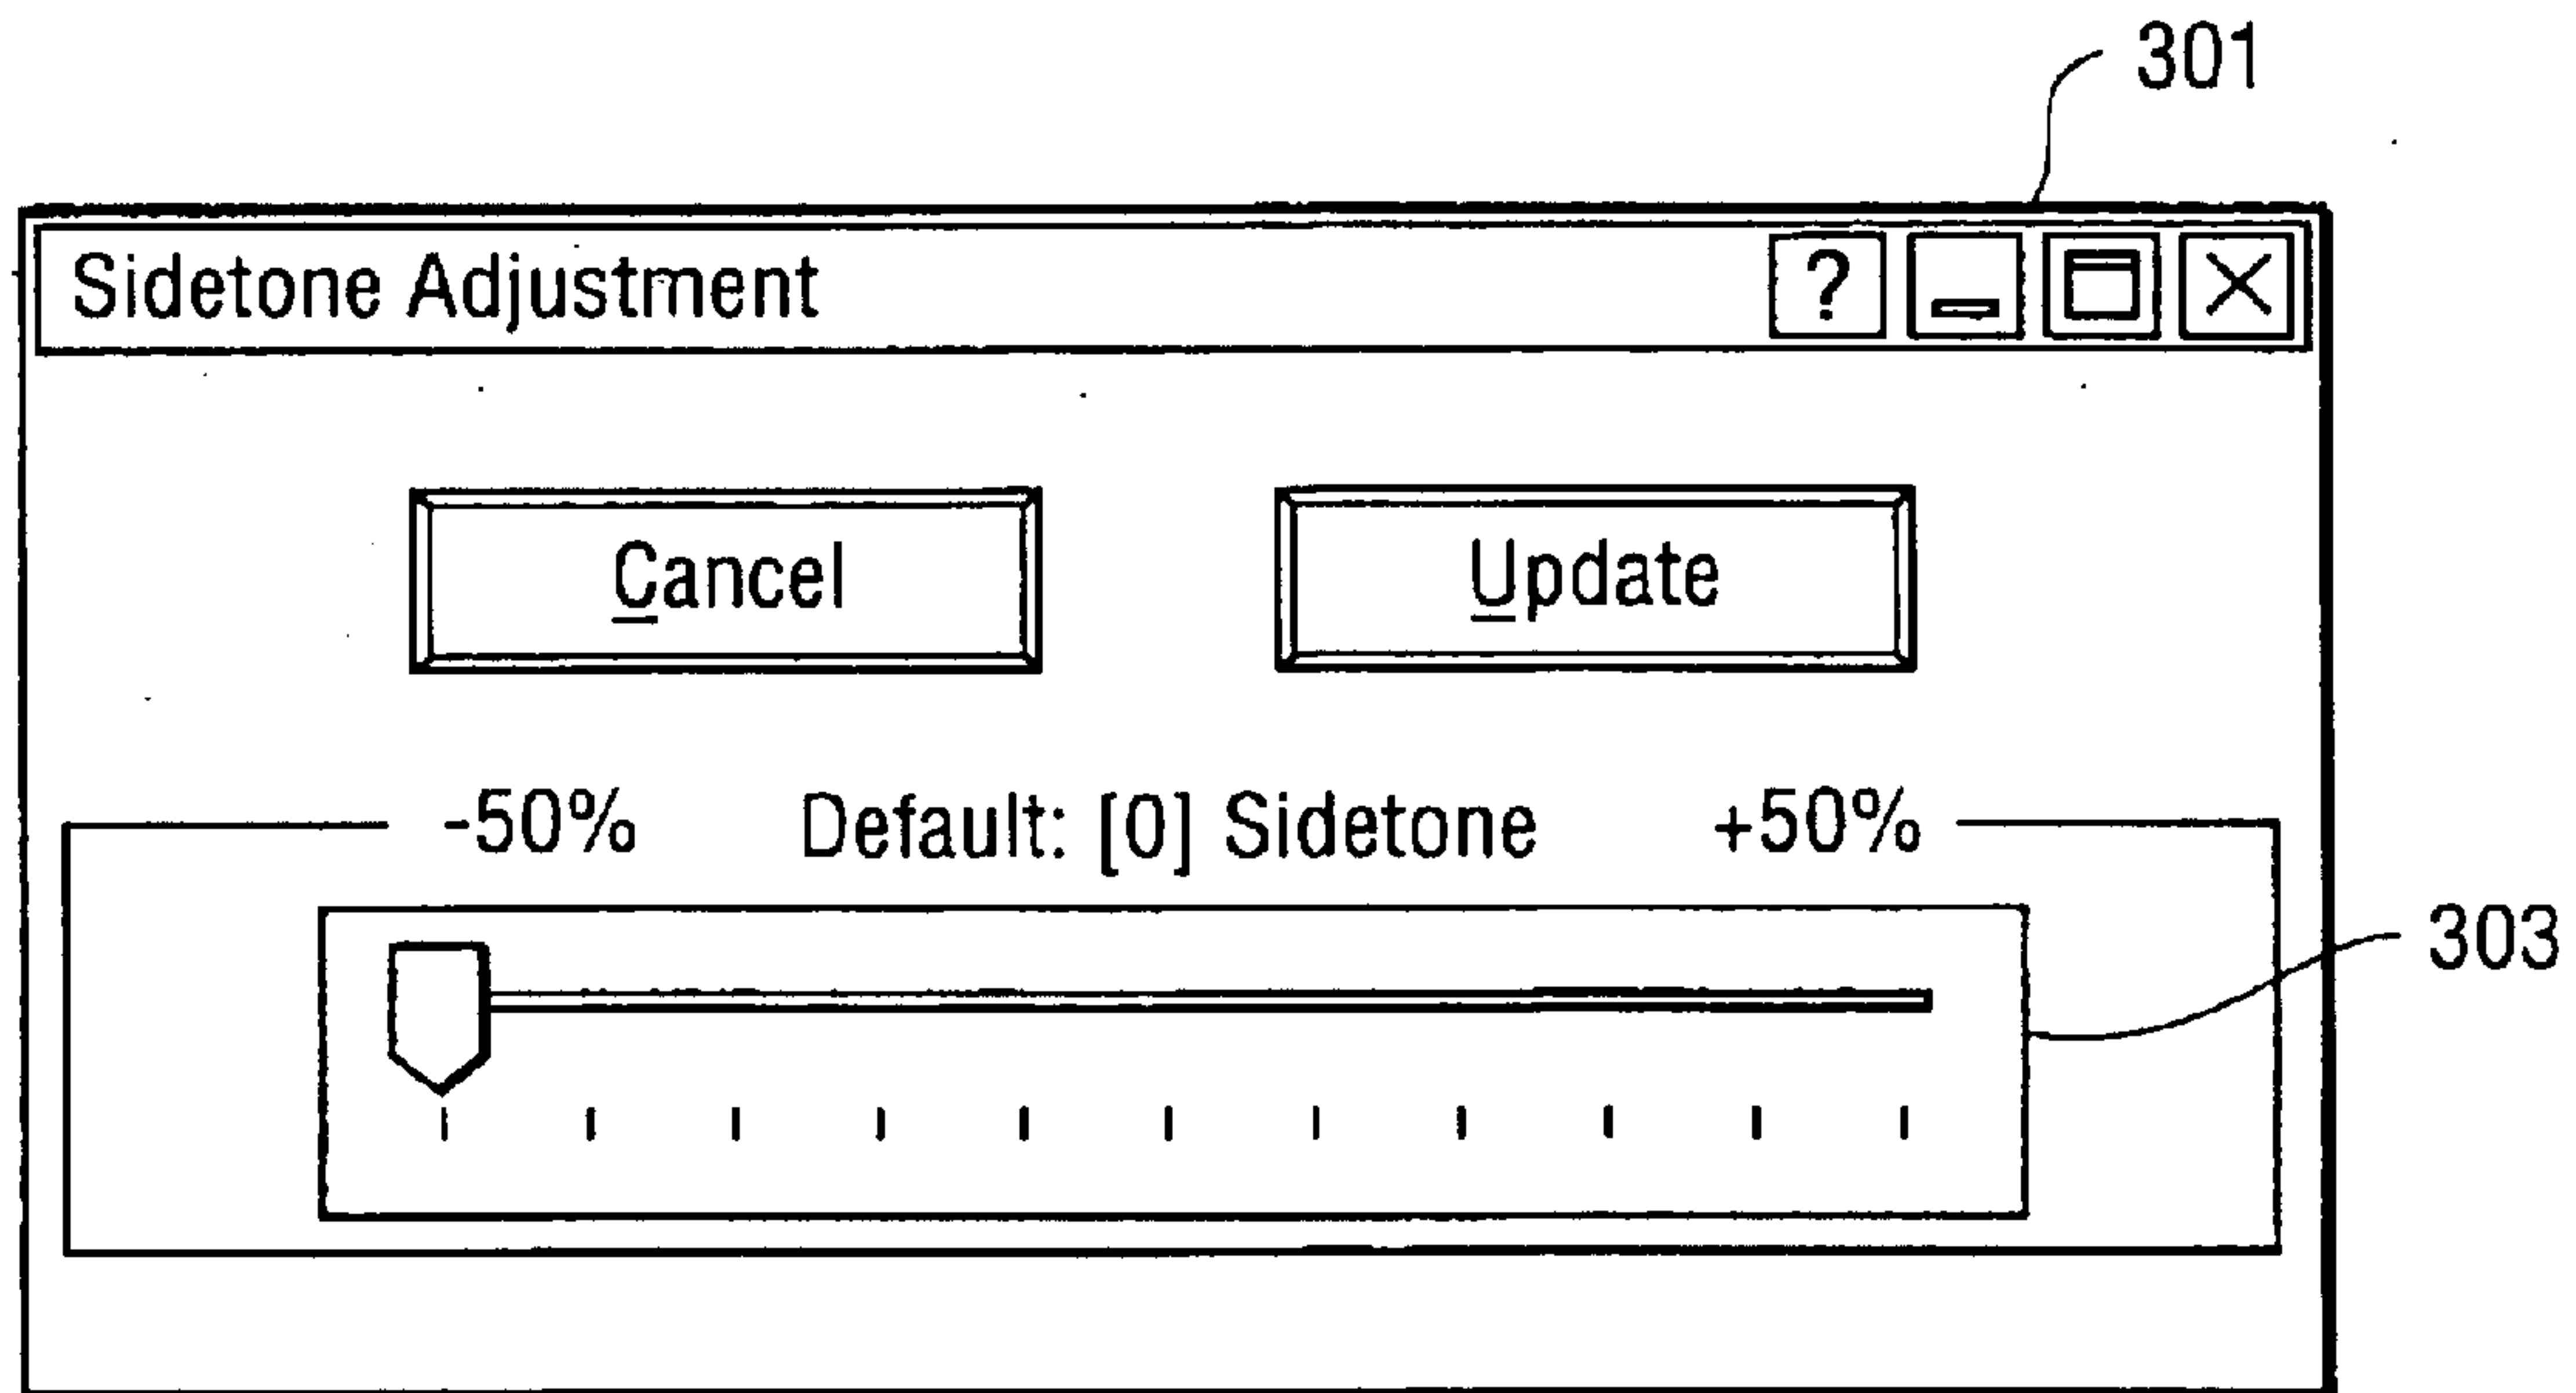 301
Sidetone Adjustment ?
Cancel Update
-50% Default: [0] Sidetone +50%
303